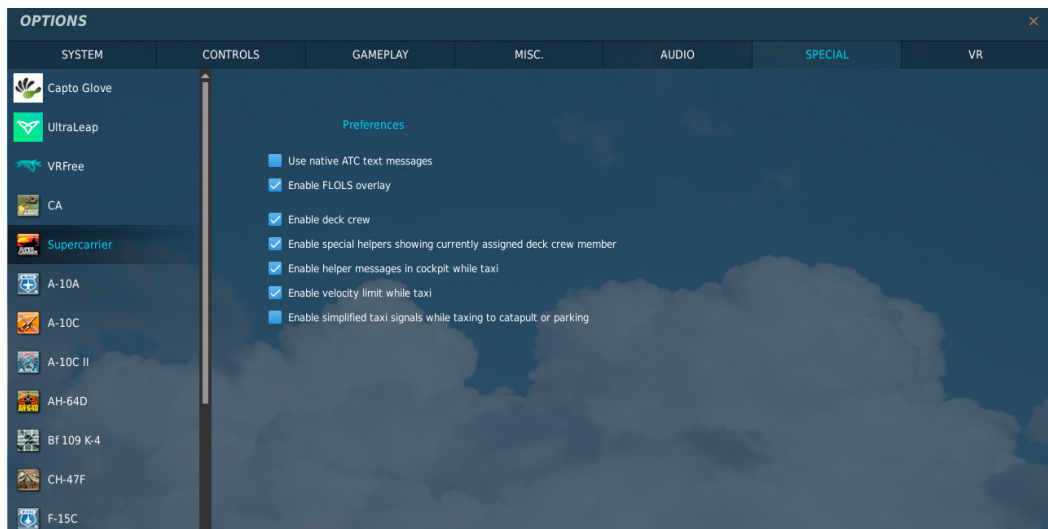 OPTIONS
SYSTEM CONTROLS GAMEPLAY MISC. AUDIO SPECIAL VR
Capto Glove
UltraLeap
VRFree
CA
Supercarrier
A-10A
A-10C
A-10C II
AH-64D
Bf 109 K-4
CH-47F
F-15C
Preferences
Use native ATC text messages
Enable FLOLS overlay
Enable deck crew
Enable special helpers showing currently assigned deck crew member
Enable helper messages in cockpit while taxi
Enable velocity limit while taxi
Enable simplified taxi signals while taxing to catapult or parking